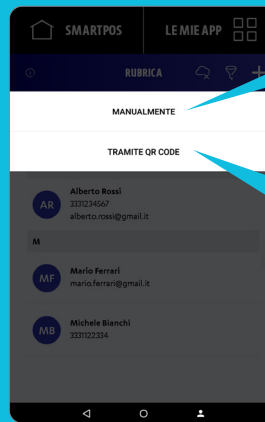 SMARTPOS
LE MIE APP
RUBRICA
MANUALMENTE
TRAMITE QR CODE
AR
Alberto Rossi
3331234567
alberto.rossi@gmail.it
M
MF
Mario Ferrari
mario.ferrari@gmail.it
MB
Michele Bianchi
3331122334